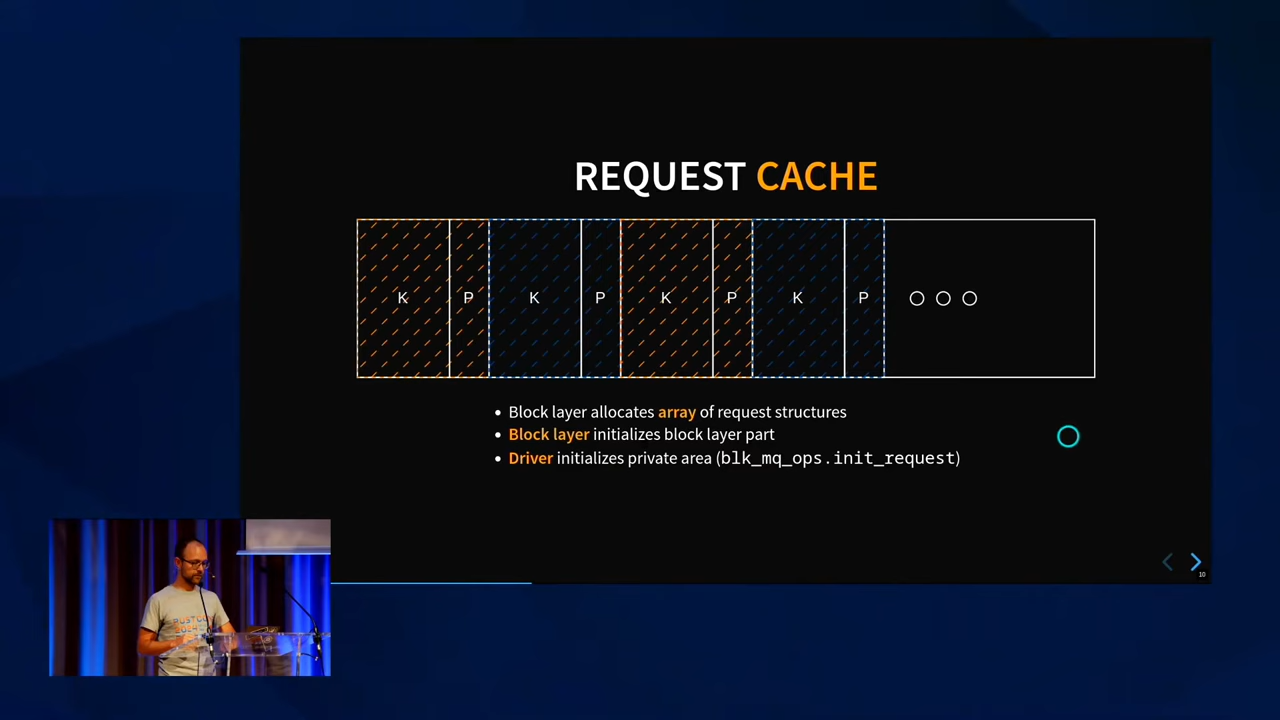 REQUEST CACHE
K P K P K P K P
Block layer allocates array of request structures
Block layer initializes block layer part
Driver initializes private area (blk_mq_ops.init_request)
10